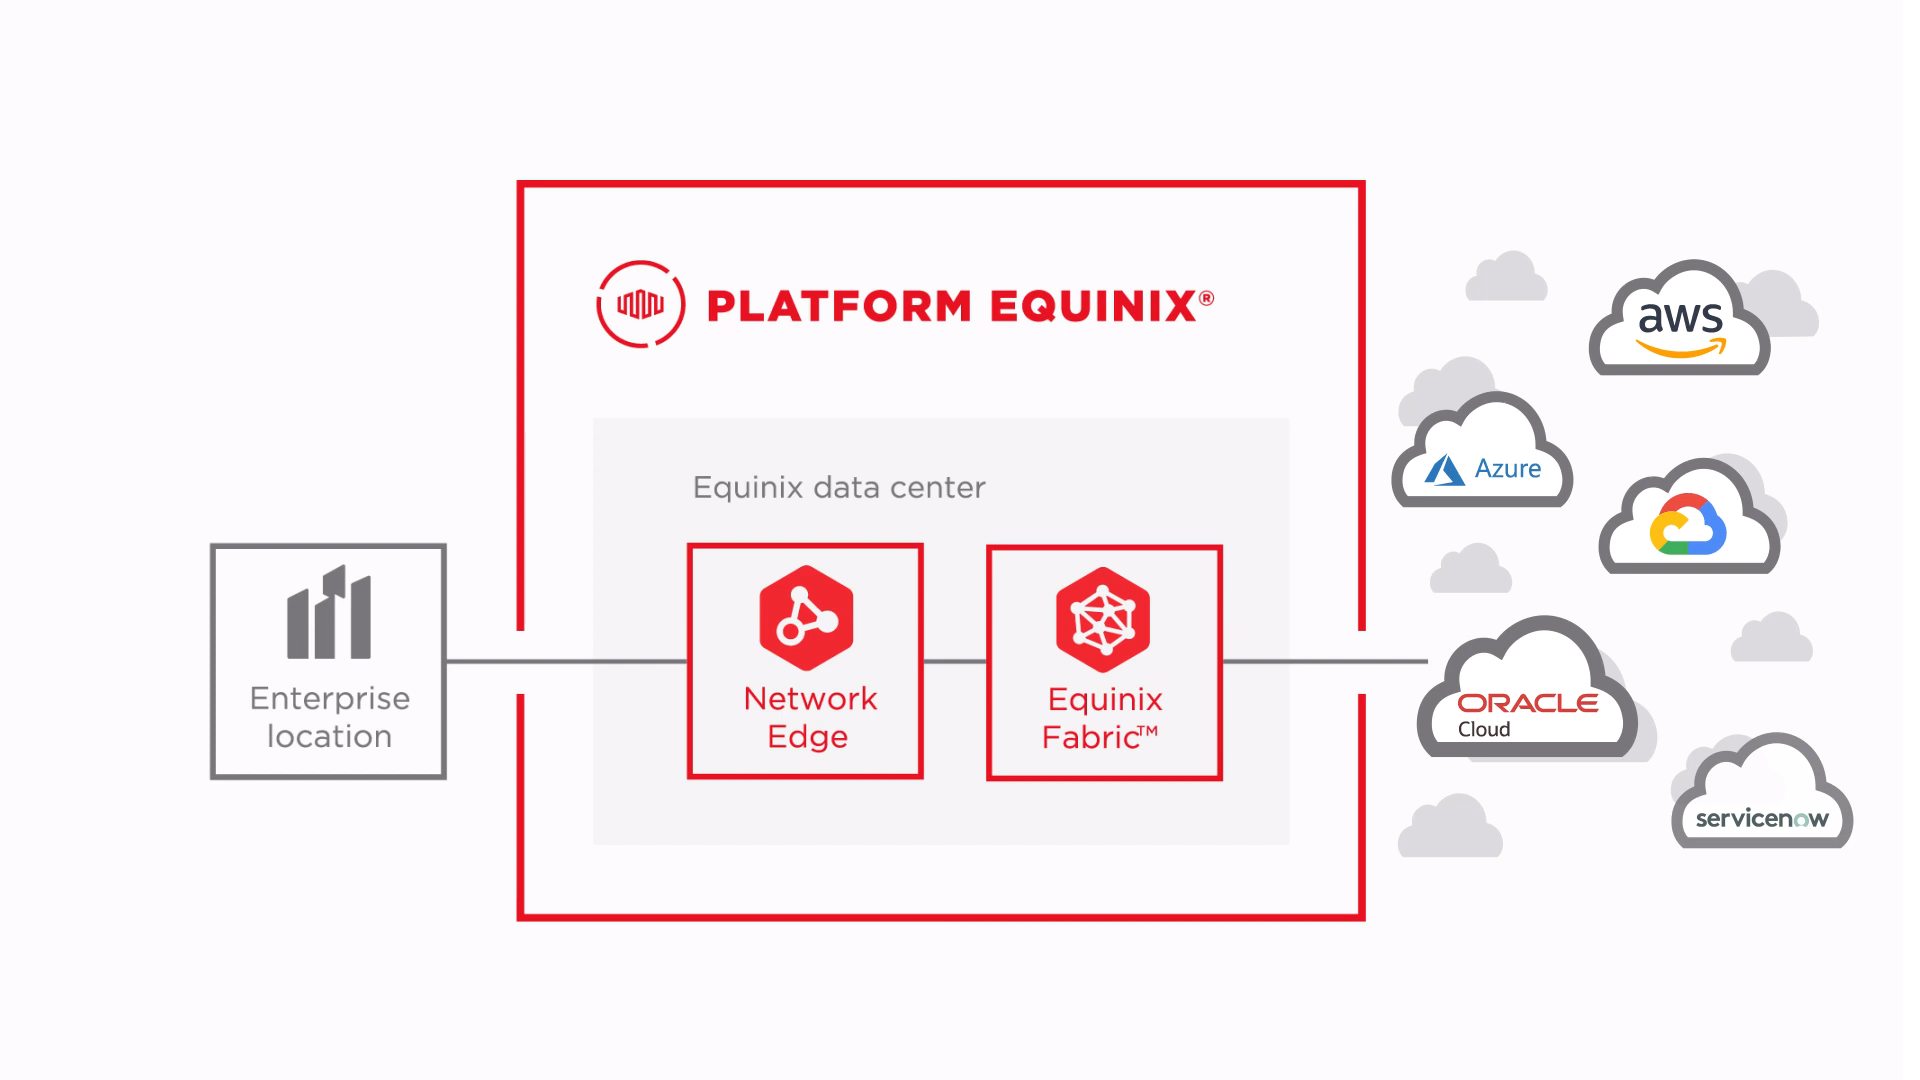 PLATFORM EQUINIX®
Equinix data center
Enterprise
location
Network
Edge
Equinix
Fabric™
aws
Azure
ORACLE
Cloud
servicenow